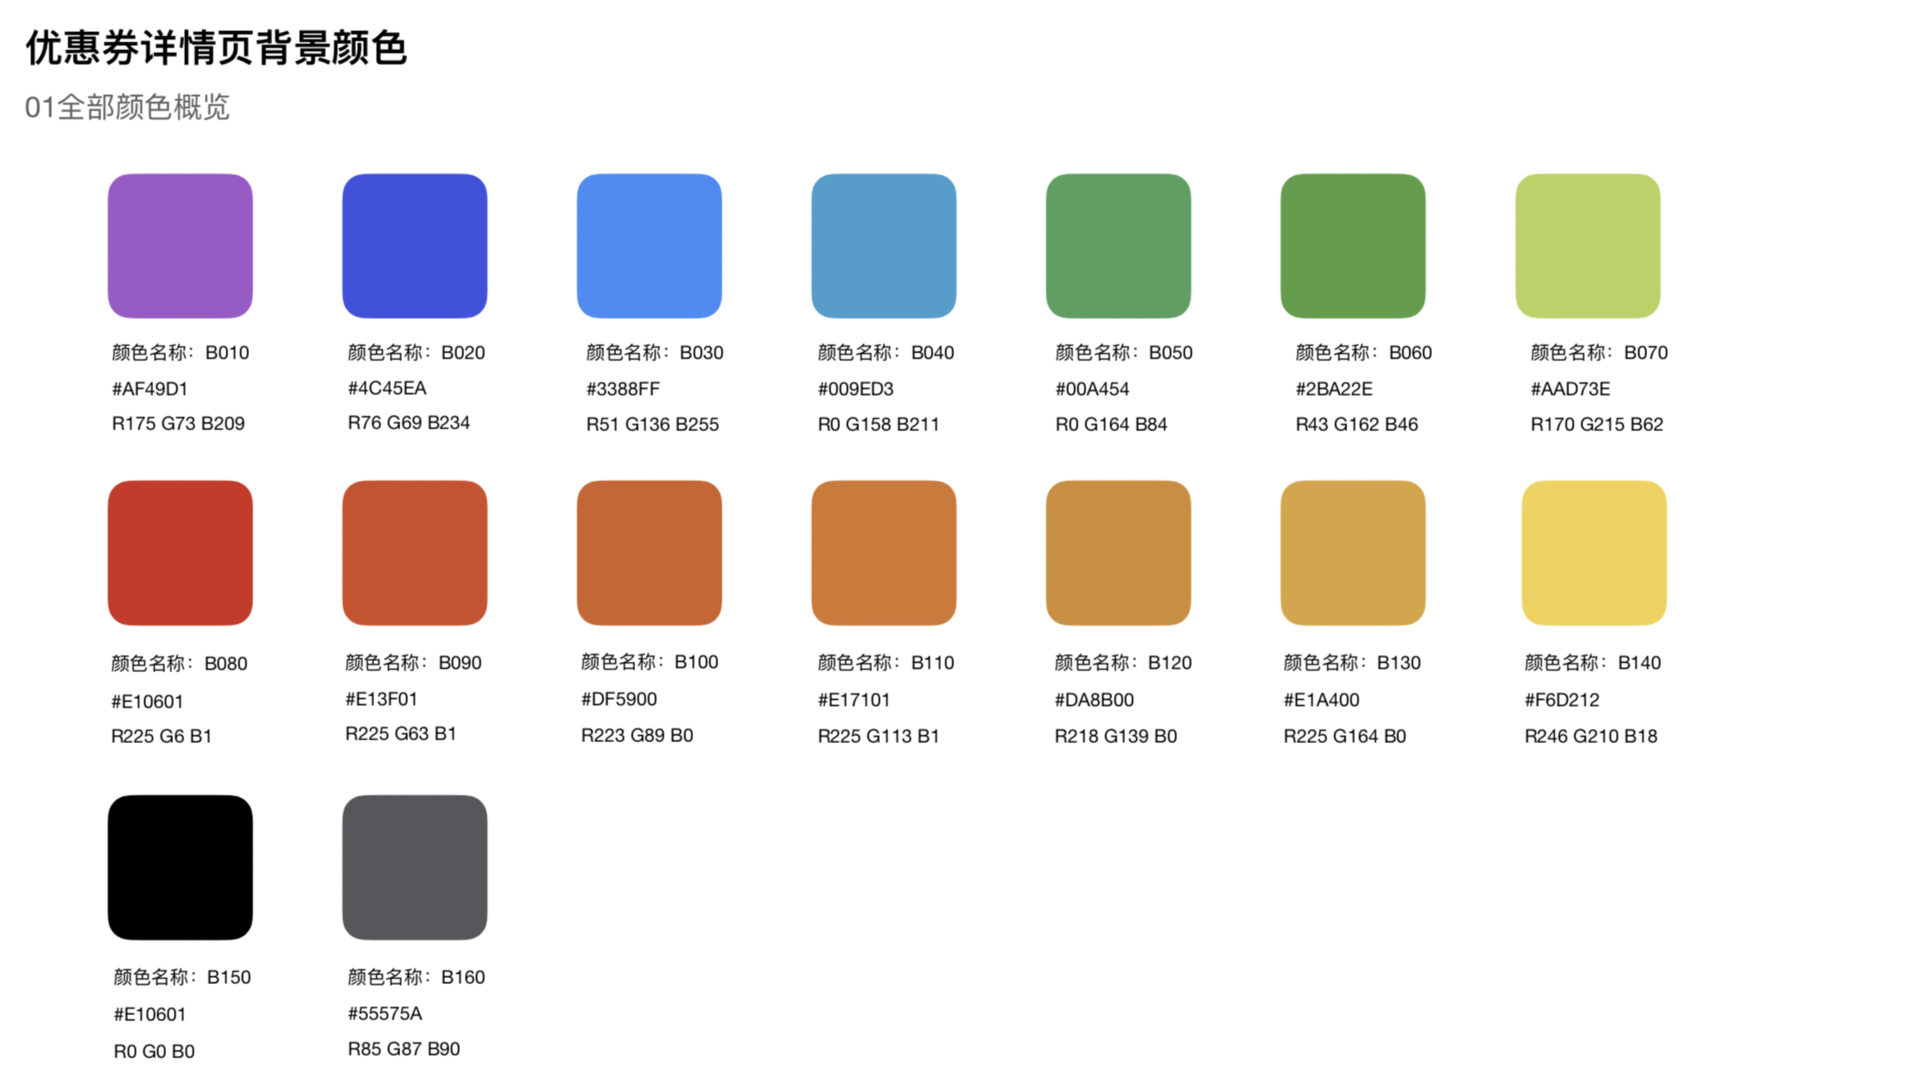 优惠券详情页背景颜色
01全部颜色概览
颜色名称：B010
#AF49D1
R175 G73 B209
颜色名称：B020
#4C45EA
R76 G69 B234
颜色名称：B030
#3388FF
R51 G136 B255
颜色名称：B040
#009ED3
R0 G158 B211
颜色名称：B050
#00A454
R0 G164 B84
颜色名称：B060
#2BA22E
R43 G162 B46
颜色名称：B070
#AAD73E
R170 G215 B62
颜色名称：B080
#E10601
R225 G6 B1
颜色名称：B090
#E13F01
R225 G63 B1
颜色名称：B100
#DF5900
R223 G89 B0
颜色名称：B110
#E17101
R225 G113 B1
颜色名称：B120
#DA8B00
R218 G139 B0
颜色名称：B130
#E1A400
R225 G164 B0
颜色名称：B140
#F6D212
R246 G210 B18
颜色名称：B150
#E10601
R0 G0 B0
颜色名称：B160
#55575A
R85 G87 B90